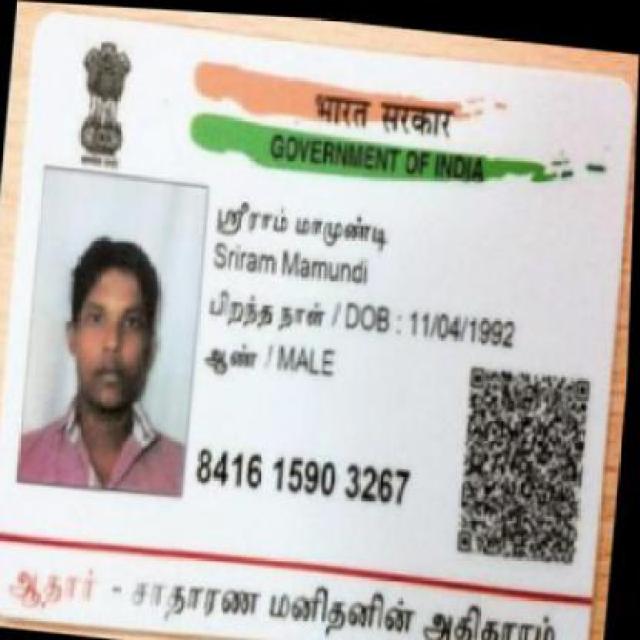 भारत सरकार
GOVERNMENT OF INDIA
ஸ்ரீராம் மாமுண்டி
Sriram Mamundi
பிறந்த நாள் / DOB : 11/04/1992
ஆண் / MALE
8416 1590 3267
ஆதார் - சாதாரண மனிதனின் அதிகாரம்